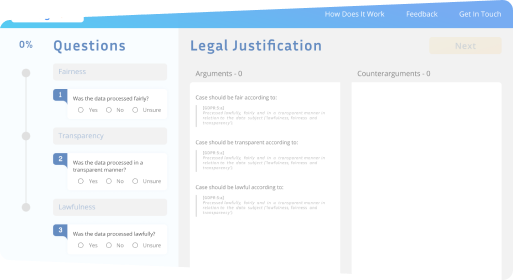 How Does It Work Feedback Get In Touch
0% Questions Legal Justification Next
Fairness
Arguments - 0 Counterarguments - 0
1
Was the data processed fairly?
Yes No Unsure
Transparency
2
Was the data processed in a
transparent manner?
Yes No Unsure
Lawfulness
3
Was the data processed lawfully?
Yes No Unsure
Case should be fair according to:
Processed lawfully, fairly and in a transparent manner in
relation to the data subject ('lawfulness, fairness and
transparency').
Case should be transparent according to:
Processed lawfully, fairly and in a transparent manner in
relation to the data subject ('lawfulness, fairness and
transparency').
Case should be lawful according to:
Processed lawfully, fairly and in a transparent manner in
relation to the data subject ('lawfulness, fairness and
transparency').